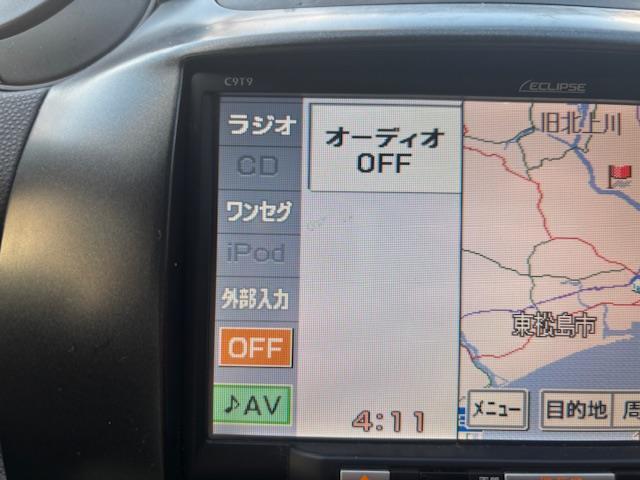 C9T9
ECLIPSE
ラジオ
CD
ワンセグ
iPod
外部入力
OFF
♪AV
オーディオ
OFF
4:11
旧北上川
東松島市
メニュー
目的地
周